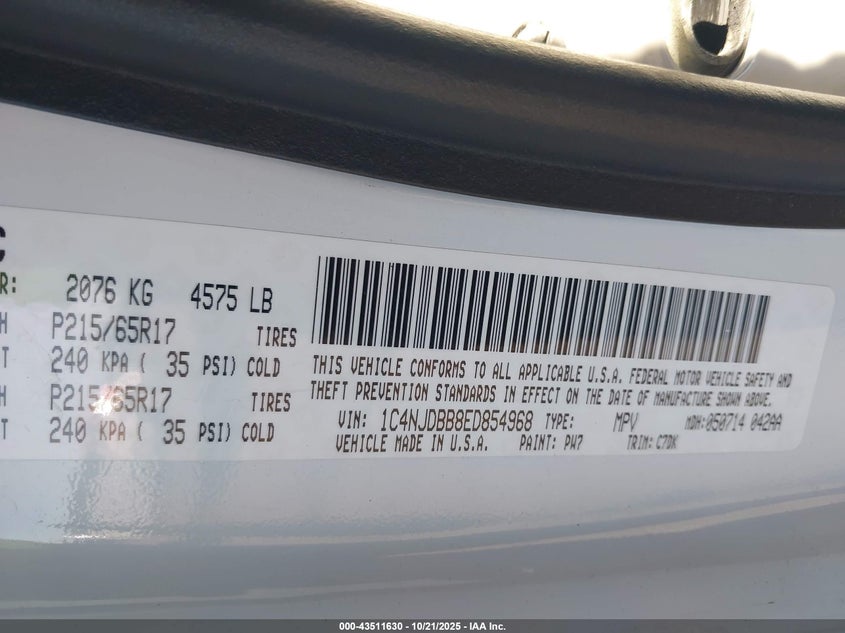 C
R: 2076 KG 4575 LB
H P215/65R17 TIRES
T 240 KPA ( 35 PSI) COLD
H P215/65R17 TIRES
T 240 KPA ( 35 PSI) COLD
THIS VEHICLE CONFORMS TO ALL APPLICABLE U.S.A. FEDERAL MOTOR VEHICLE SAFETY AND
THEFT PREVENTION STANDARDS IN EFFECT ON THE DATE OF MANUFACTURE SHOWN ABOVE.
VIN: 1C4NJDBB8ED854968 TYPE: MPV MDH:050714 042AA
VEHICLE MADE IN U.S.A. PAINT: PW7 TRIM: C7DK
000-43511630 - 10/21/2025 - IAA Inc.